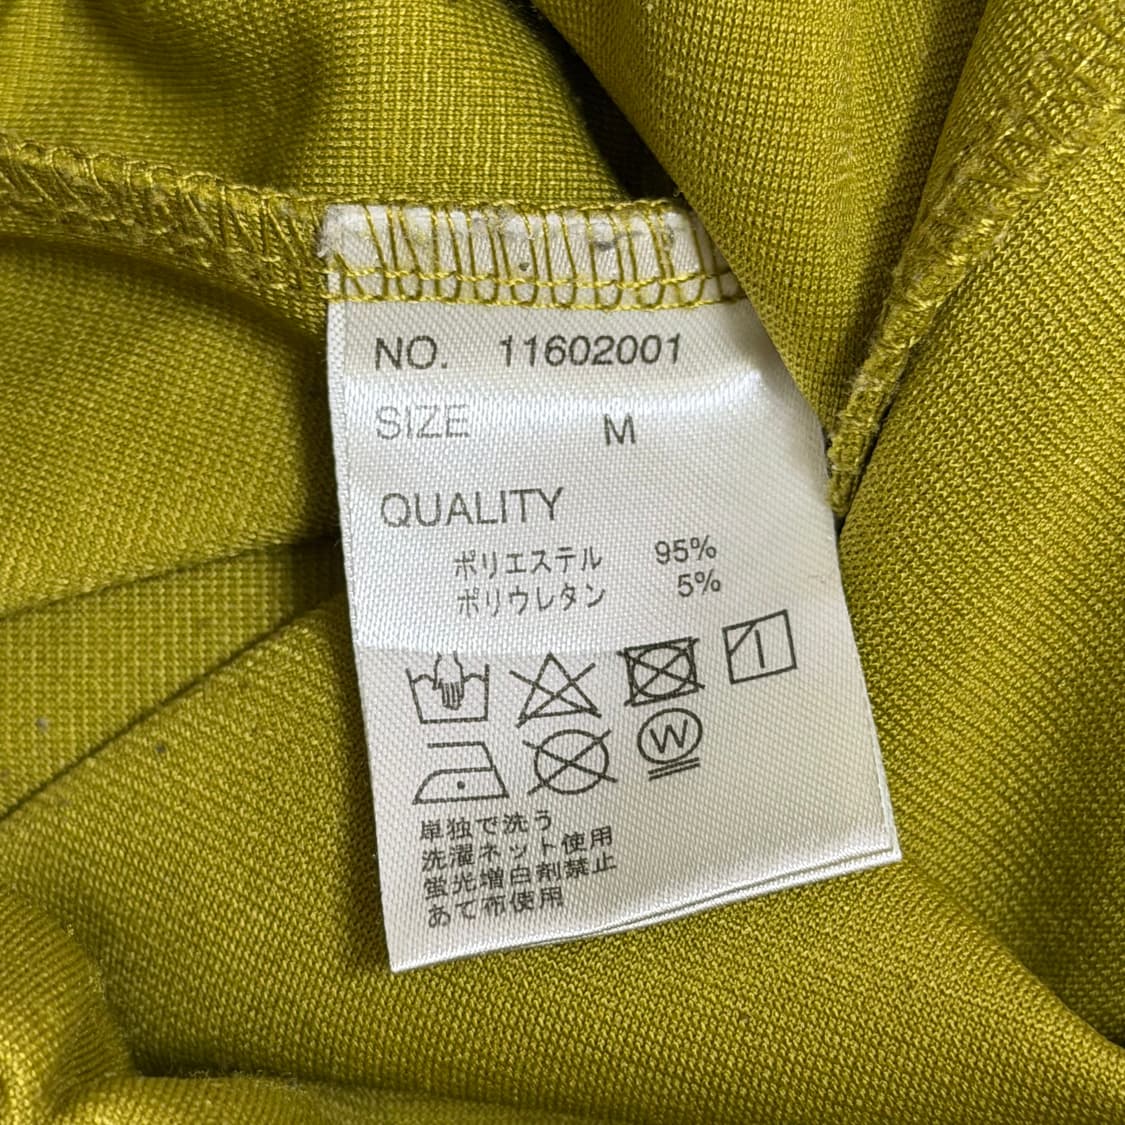 NO. 11602001
SIZE M
QUALITY
ポリエステル 95%
ポリウレタン 5%
W
単独で洗う
洗濯ネット使用
蛍光増白剤禁止
あて布使用